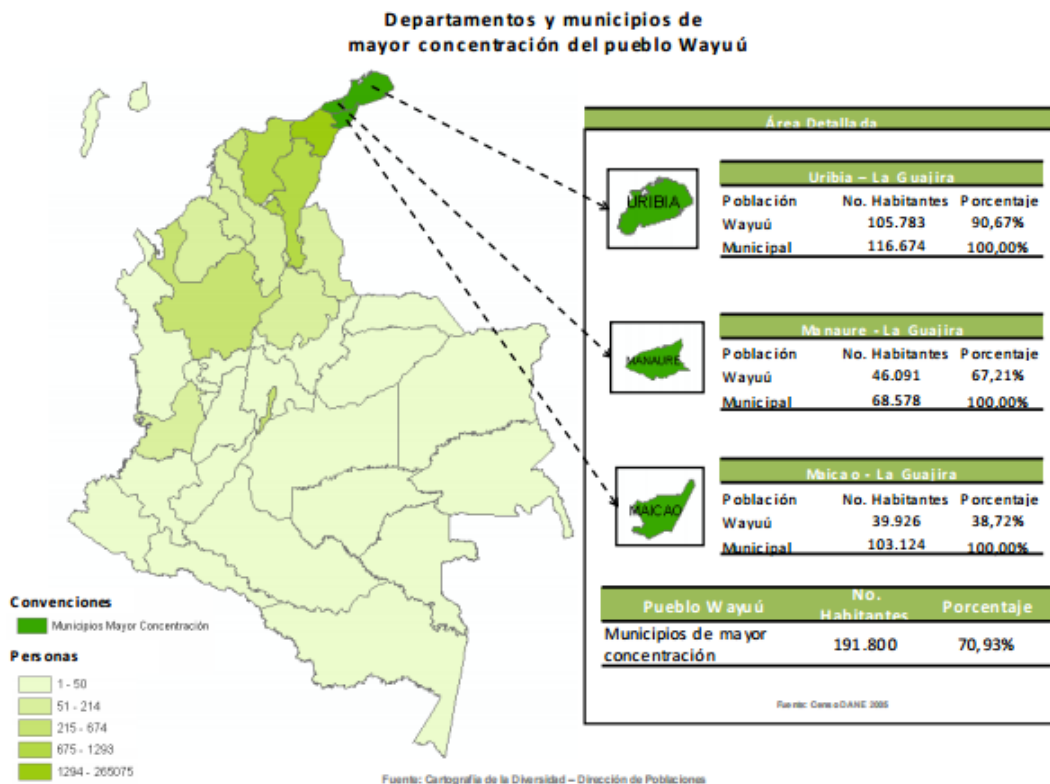 Departamentos y municipios de
mayor concentración del pueblo Wayuú
Área Detallada
Uribia – La Guajira
URIBIA
Población No. Habitantes Porcentaje
Wayuú 105.783 90,67%
Municipal 116.674 100,00%
Manaure - La Guajira
MANAURE
Población No. Habitantes Porcentaje
Wayuú 46.091 67,21%
Municipal 68.578 100,00%
Maicao - La Guajira
MAICAO
Población No. Habitantes Porcentaje
Wayuú 39.926 38,72%
Municipal 103.124 100,00%
Pueblo Wayuú No. Habitantes Porcentaje
Municipios de mayor
concentración 191.800 70,93%
Fuente: Censo DANE 2005
Convenciones
Municipios Mayor Concentración
Personas
1 - 50
51 - 214
215 - 674
675 - 1293
1294 - 265075
Fuente: Cartografía de la Diversidad – Dirección de Poblaciones